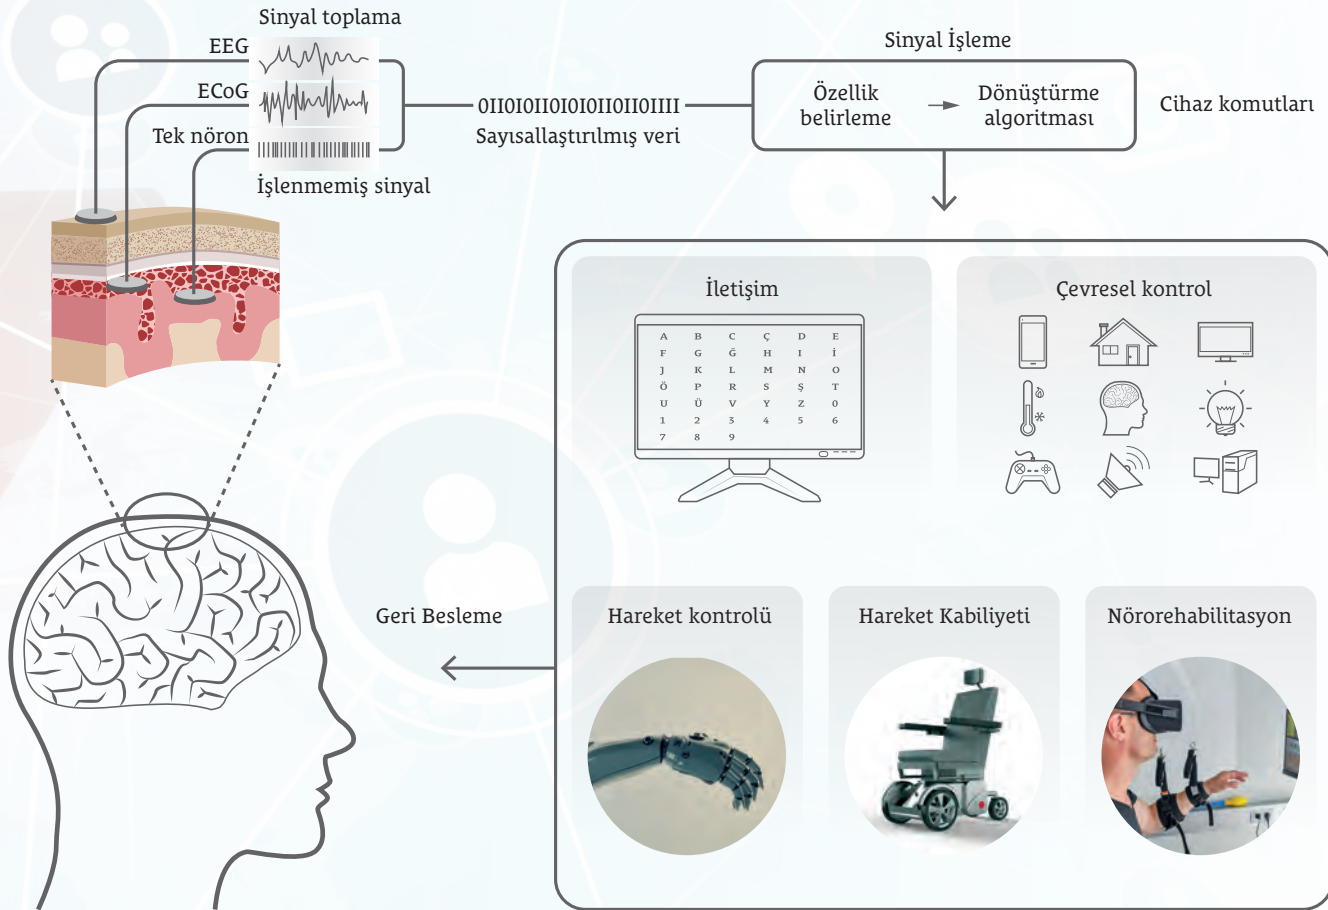 Sinyal toplama
EEG
ECoG
Tek nöron
İşlenmemiş sinyal
0II0I0II0I0I0II0II0IIII
Sayısallaştırılmış veri
Sinyal İşleme
Özellik
belirleme
Dönüştürme
algoritması
Cihaz komutları
İletişim
A B C Ç D E
F G Ğ H I İ
J K L M N O
Ö P R S Ş T
U Ü V Y Z 0
1 2 3 4 5 6
7 8 9
Çevresel kontrol
Geri Besleme
Hareket kontrolü
Hareket Kabiliyeti
Nörorehabilitasyon